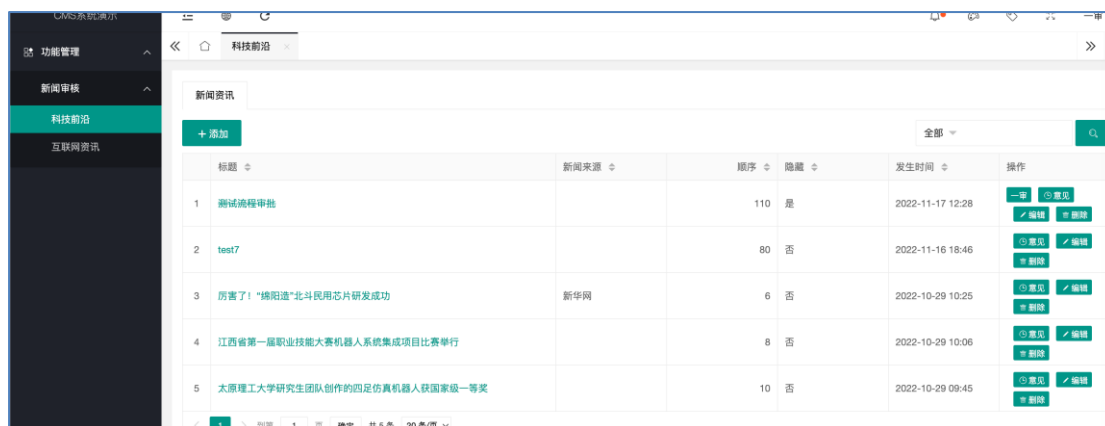 CMS系统演示
一审
功能管理
科技前沿
新闻审核
新闻资讯
科技前沿
互联网资讯
+ 添加
全部
标题 新闻来源 顺序 隐藏 发生时间 操作
1 测试流程审批 110 是 2022-11-17 12:28 一审 意见 编辑 删除
2 test7 80 否 2022-11-16 18:46 意见 编辑 删除
3 厉害了！“绵阳造”北斗民用芯片研发成功 新华网 6 否 2022-10-29 10:25 意见 编辑 删除
4 江西省第一届职业技能大赛机器人系统集成项目比赛举行 8 否 2022-10-29 10:06 意见 编辑 删除
5 太原理工大学研究生团队创作的四足仿真机器人获国家级一等奖 10 否 2022-10-29 09:45 意见 编辑 删除
1 到第 1 页 确定 共 5 条 20 条/页